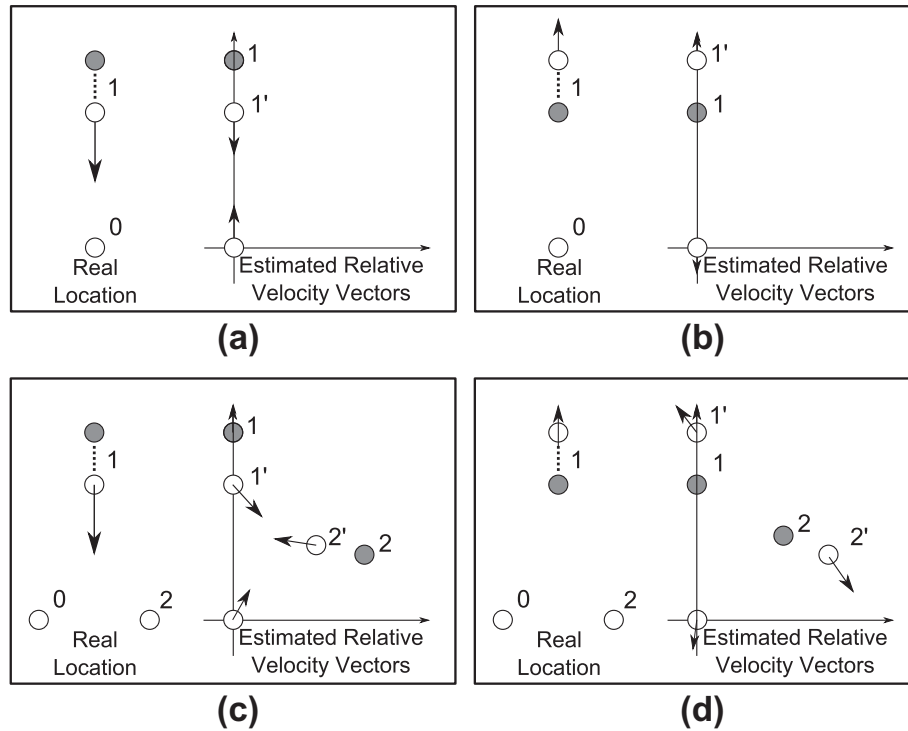 1
1
1'
0
Real
Location
Estimated Relative
Velocity Vectors
(a)
1'
1
1
0
Real
Location
Estimated Relative
Velocity Vectors
(b)
1
1
1'
2'
2
0
2
Real
Location
Estimated Relative
Velocity Vectors
(c)
1'
1
1
2
2'
0
2
Real
Location
Estimated Relative
Velocity Vectors
(d)